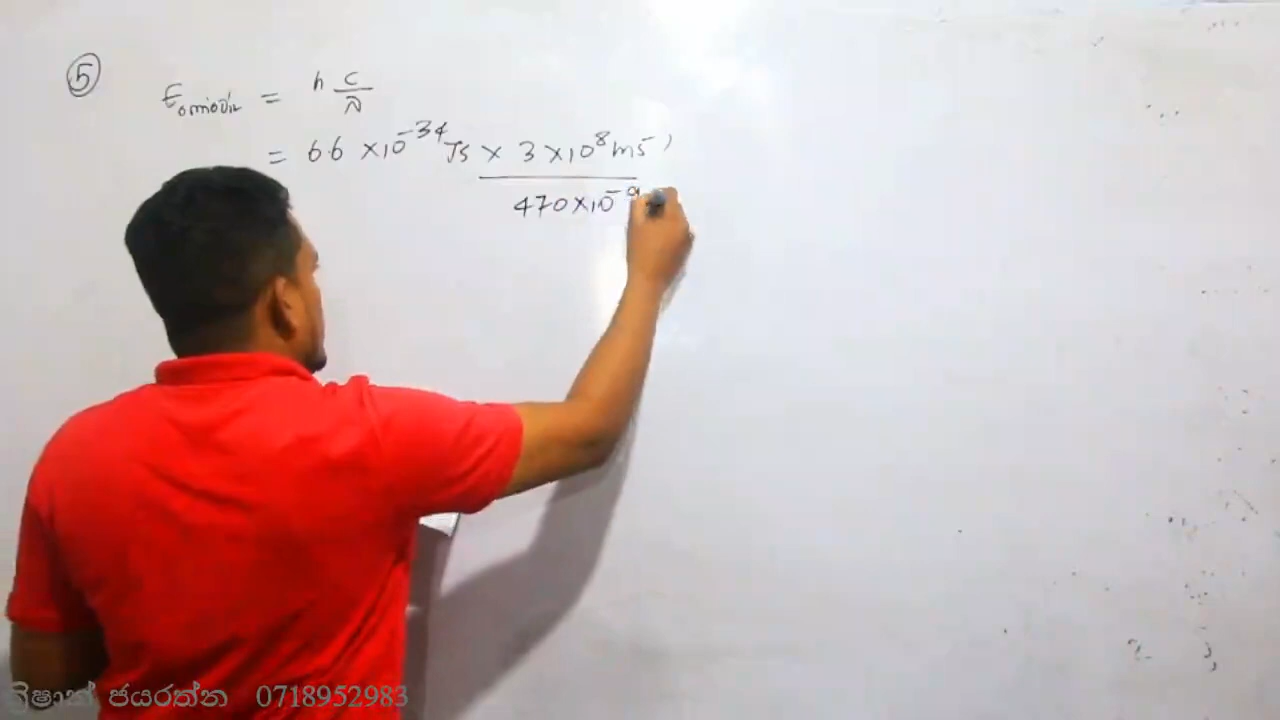 5
E = h c/λ
= 6.6 ×10⁻³⁴ Js × 3 ×10⁸ ms⁻¹
470×10⁻⁹
ජයරත්න 0718952983